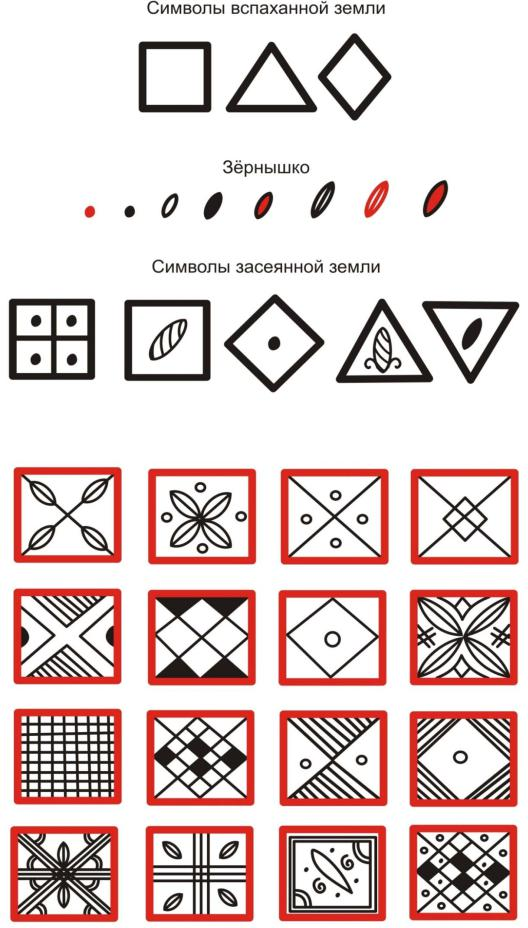 Символы вспаханной земли
Зёрнышко
Символы засеянной земли